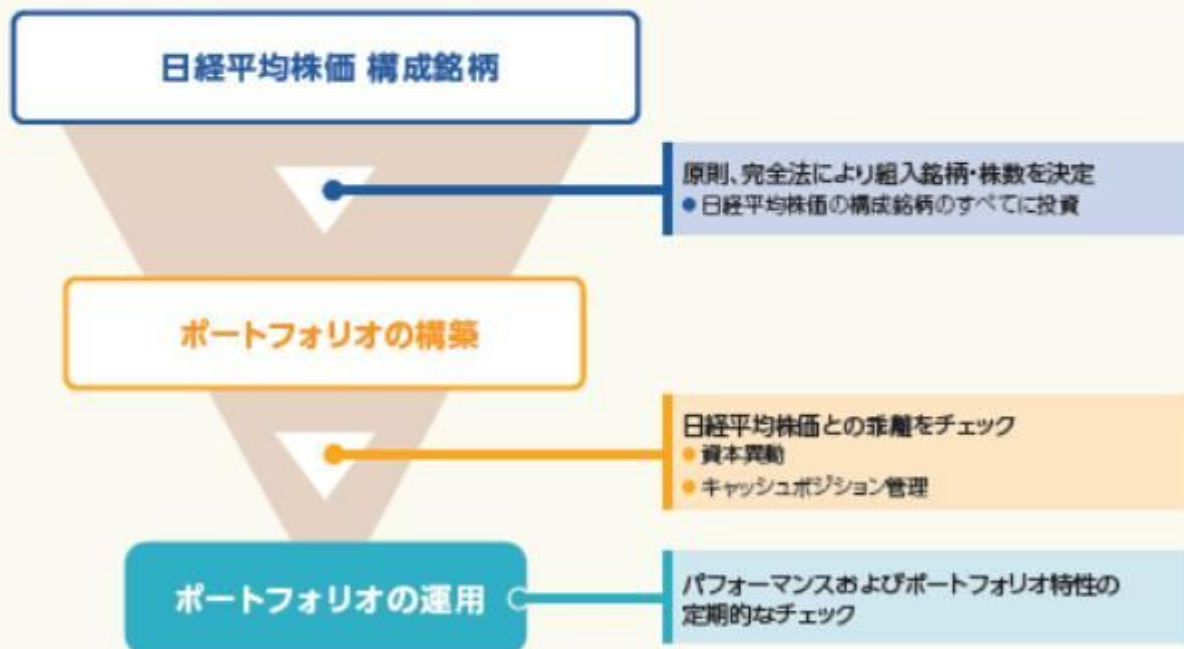 日経平均株価 構成銘柄
原則、完全法により組入銘柄・株数を決定
● 日経平均株価の構成銘柄のすべてに投資
ポートフォリオの構築
日経平均株価との乖離をチェック
● 資本異動
● キャッシュポジション管理
ポートフォリオの運用
パフォーマンスおよびポートフォリオ特性の
定期的なチェック